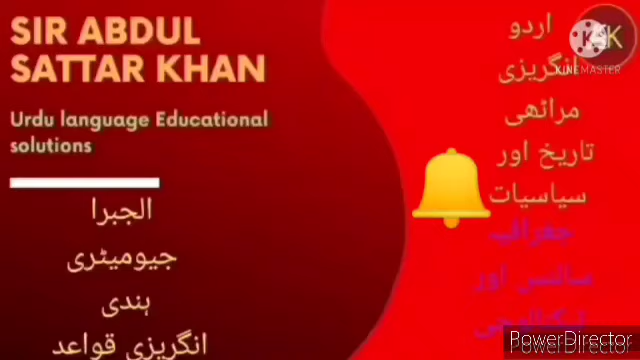 SIR ABDUL
SATTAR KHAN
Urdu language Educational
solutions
الجبرا
جیومیٹری
ہندی
انگریزی قواعد
اردو
انگریزی
مراٹھی
تاریخ اور
سیاسیات
جغرافیہ
سائنس اور
ٹیکنالوجی
K
KINEMASTER
PowerDirector